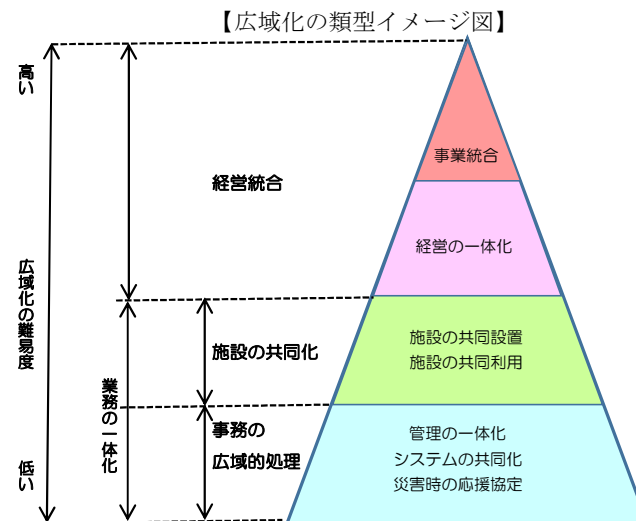 【広域化の類型イメージ図】
高い
広域化の難易度
低い
経営統合
業務の一体化
施設の共同化
事務の
広域的処理
事業統合
経営の一体化
施設の共同設置
施設の共同利用
管理の一体化
システムの共同化
災害時の応援協定